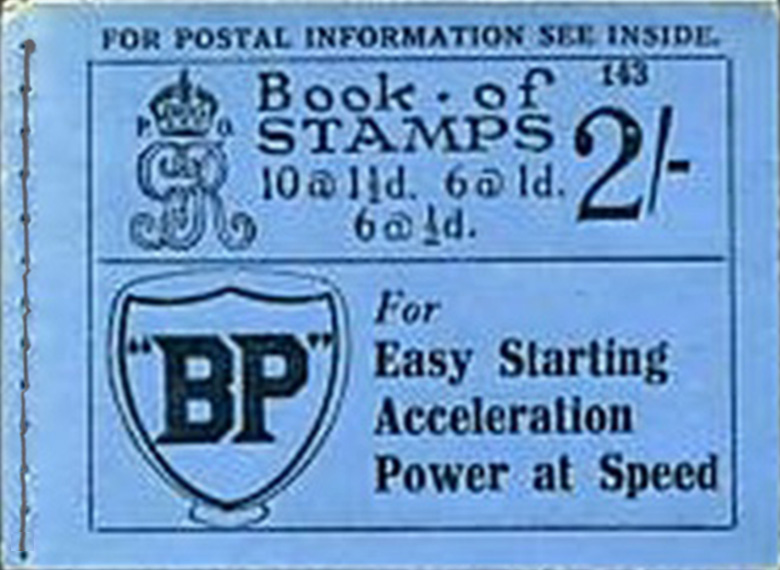 FOR POSTAL INFORMATION SEE INSIDE.
Book · of
STAMPS
143
2/-
P. O.
GR
10 @ 1½d. 6 @ 1d.
6 @ ½d.
"BP"
For
Easy Starting
Acceleration
Power at Speed